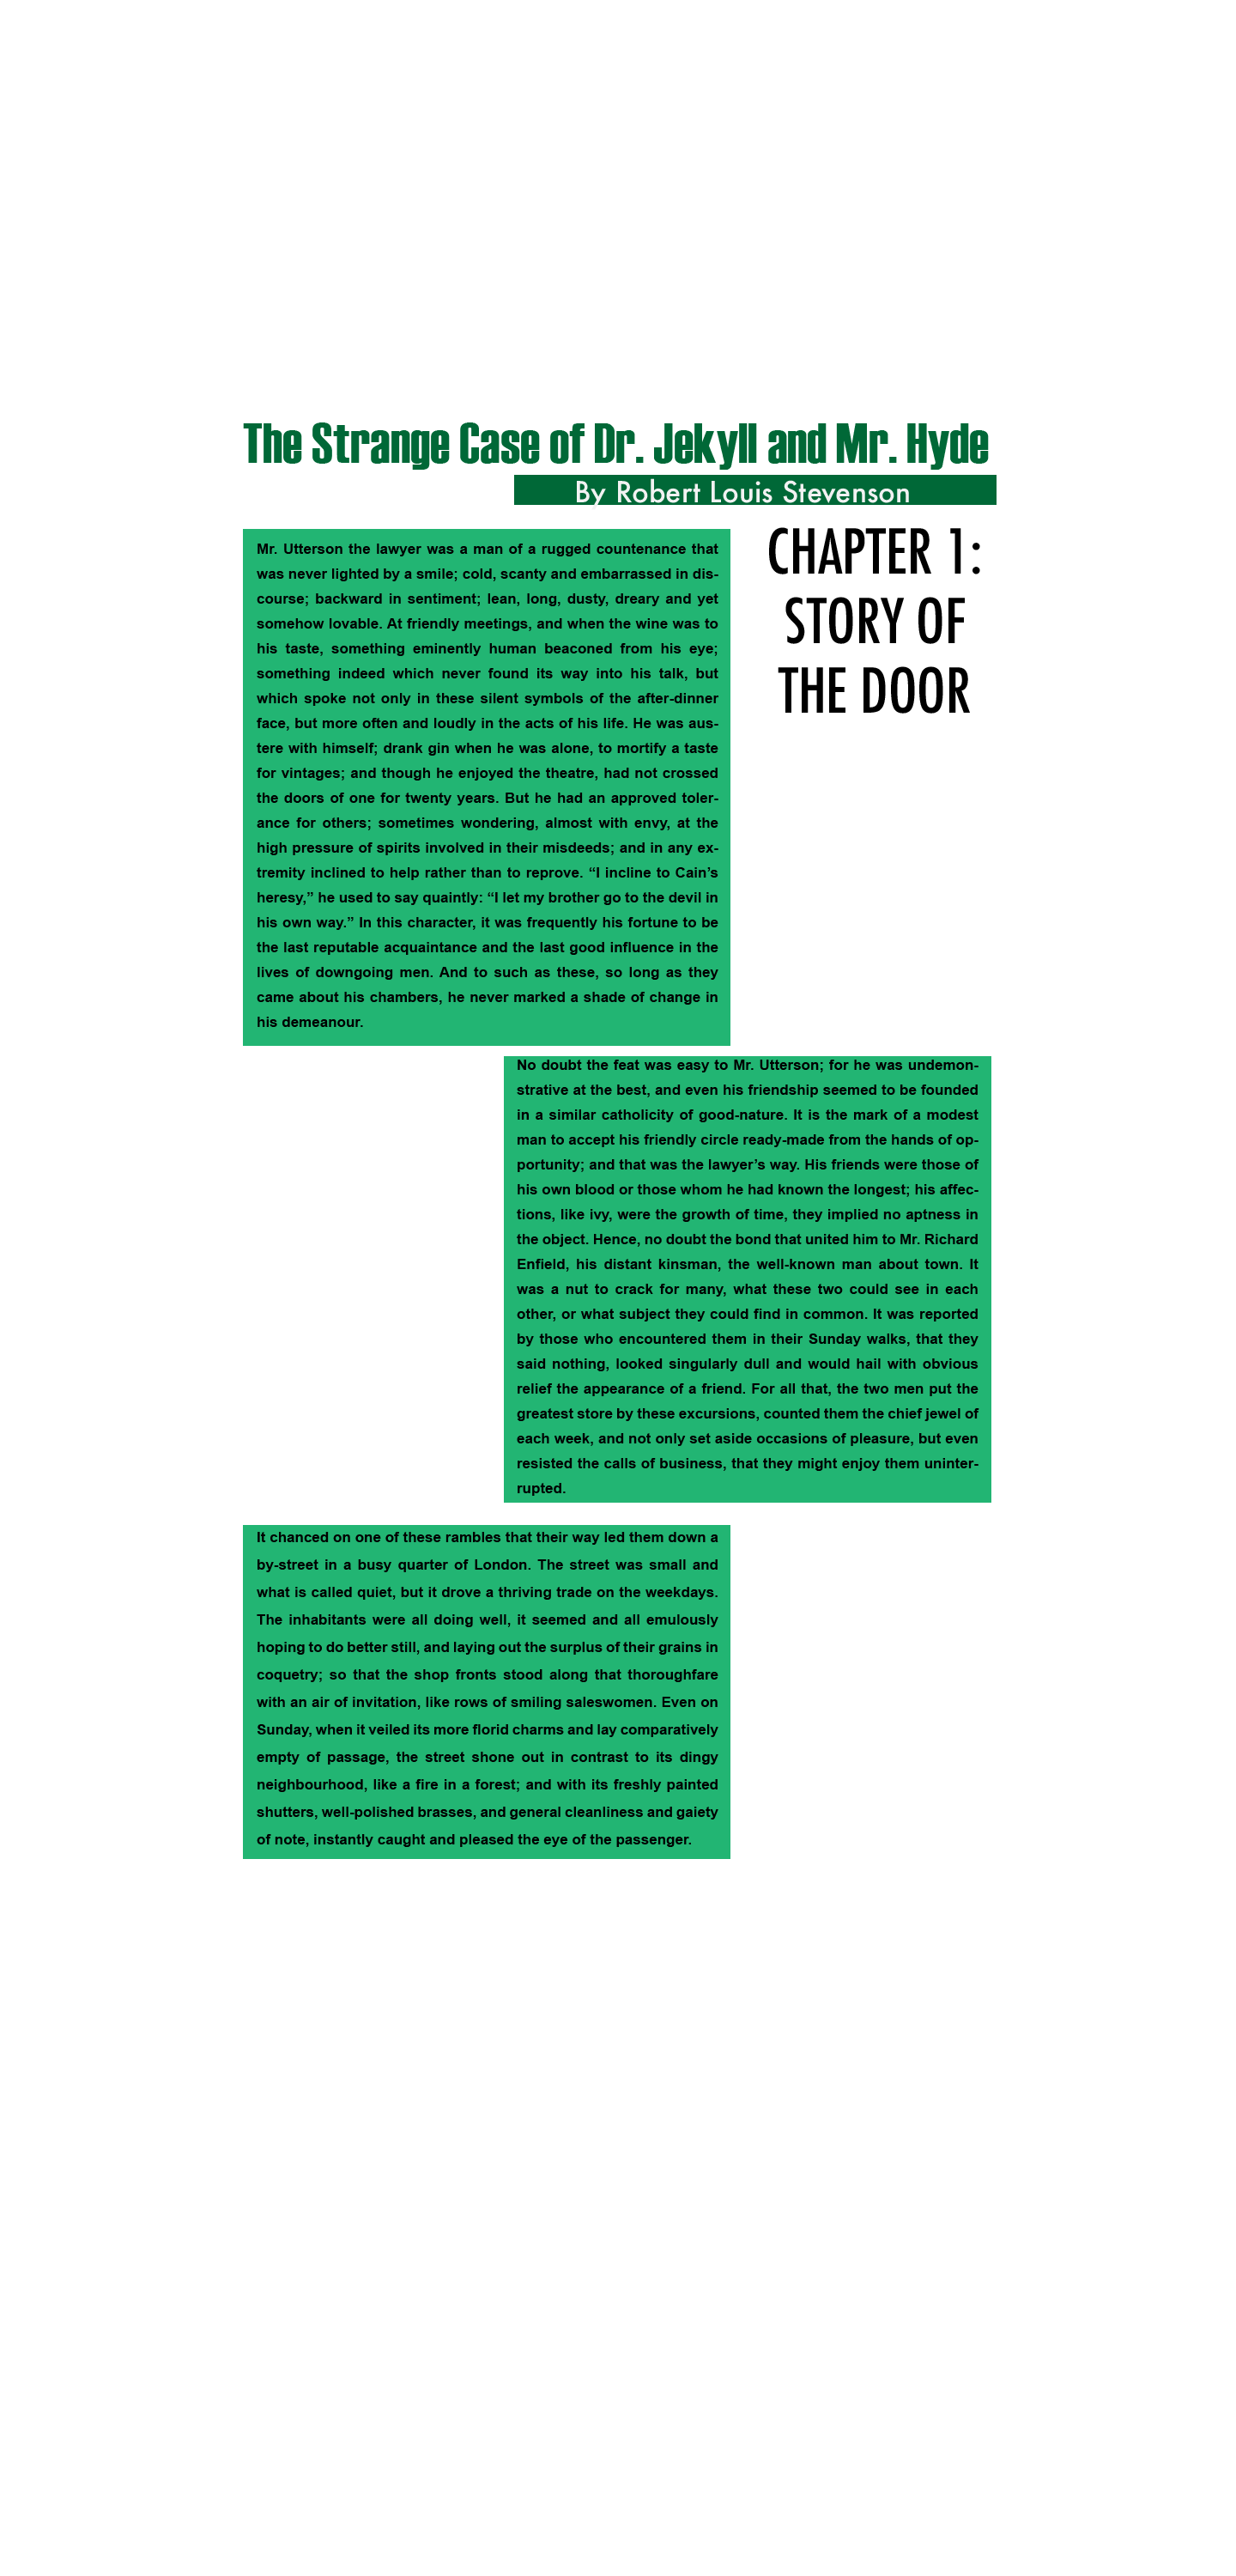 The Strange Case of Dr. Jekyll and Mr. Hyde
By Robert Louis Stevenson
CHAPTER 1:
STORY OF
THE DOOR
Mr. Utterson the lawyer was a man of a rugged countenance that
was never lighted by a smile; cold, scanty and embarrassed in dis-
course; backward in sentiment; lean, long, dusty, dreary and yet
somehow lovable. At friendly meetings, and when the wine was to
his taste, something eminently human beaconed from his eye;
something indeed which never found its way into his talk, but
which spoke not only in these silent symbols of the after-dinner
face, but more often and loudly in the acts of his life. He was aus-
tere with himself; drank gin when he was alone, to mortify a taste
for vintages; and though he enjoyed the theatre, had not crossed
the doors of one for twenty years. But he had an approved toler-
ance for others; sometimes wondering, almost with envy, at the
high pressure of spirits involved in their misdeeds; and in any ex-
tremity inclined to help rather than to reprove. “I incline to Cain’s
heresy,” he used to say quaintly: “I let my brother go to the devil in
his own way.” In this character, it was frequently his fortune to be
the last reputable acquaintance and the last good influence in the
lives of downgoing men. And to such as these, so long as they
came about his chambers, he never marked a shade of change in
his demeanour.
No doubt the feat was easy to Mr. Utterson; for he was undemon-
strative at the best, and even his friendship seemed to be founded
in a similar catholicity of good-nature. It is the mark of a modest
man to accept his friendly circle ready-made from the hands of op-
portunity; and that was the lawyer’s way. His friends were those of
his own blood or those whom he had known the longest; his affec-
tions, like ivy, were the growth of time, they implied no aptness in
the object. Hence, no doubt the bond that united him to Mr. Richard
Enfield, his distant kinsman, the well-known man about town. It
was a nut to crack for many, what these two could see in each
other, or what subject they could find in common. It was reported
by those who encountered them in their Sunday walks, that they
said nothing, looked singularly dull and would hail with obvious
relief the appearance of a friend. For all that, the two men put the
greatest store by these excursions, counted them the chief jewel of
each week, and not only set aside occasions of pleasure, but even
resisted the calls of business, that they might enjoy them uninter-
rupted.
It chanced on one of these rambles that their way led them down a
by-street in a busy quarter of London. The street was small and
what is called quiet, but it drove a thriving trade on the weekdays.
The inhabitants were all doing well, it seemed and all emulously
hoping to do better still, and laying out the surplus of their grains in
coquetry; so that the shop fronts stood along that thoroughfare
with an air of invitation, like rows of smiling saleswomen. Even on
Sunday, when it veiled its more florid charms and lay comparatively
empty of passage, the street shone out in contrast to its dingy
neighbourhood, like a fire in a forest; and with its freshly painted
shutters, well-polished brasses, and general cleanliness and gaiety
of note, instantly caught and pleased the eye of the passenger.